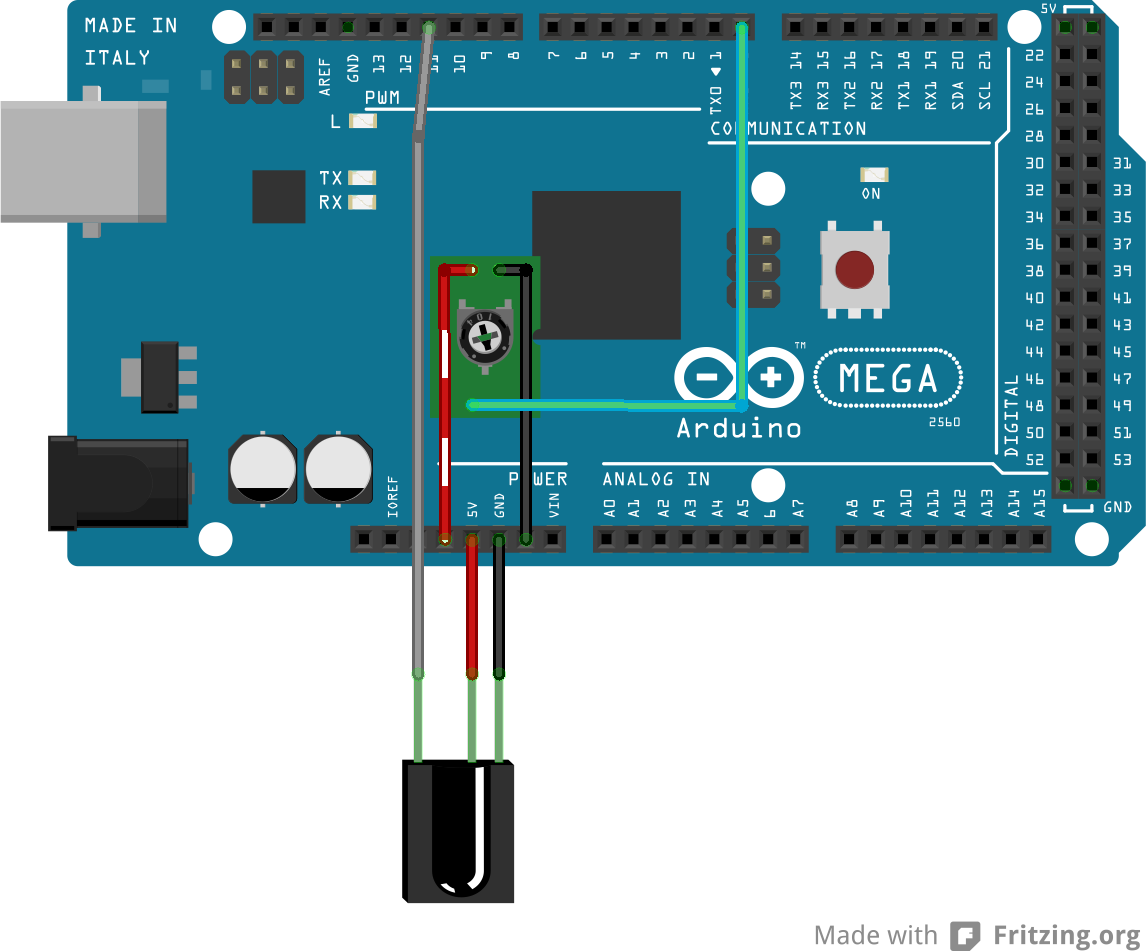 MADE IN
ITALY
5V
AREF
GND
13
12
11
10
9
8
7
6
5
4
3
2
1
TX0
TX3 14
RX3 15
TX2 16
RX2 17
TX1 18
RX1 19
SDA 20
SCL 21
PWM
COMMUNICATION
L
TX
RX
ON
22
24
26
28
30 31
32 33
34 35
36 37
38 39
40 41
42 43
44 45
46 47
48 49
50 51
52 53
DIGITAL
GND
104
TM
MEGA
2560
Arduino
POWER
ANALOG IN
IOREF
5V
GND
VIN
A0
A1
A2
A3
A4
A5
6
A7
A8
A9
A10
A11
A12
A13
A14
A15
Made with Fritzing.org